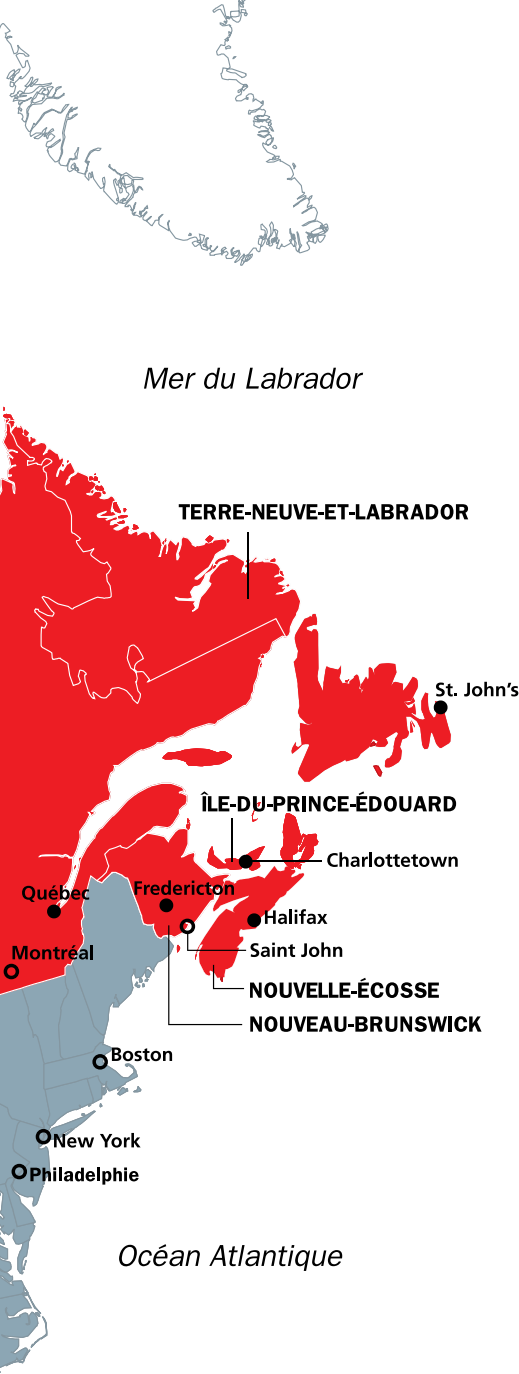 Mer du Labrador
TERRE-NEUVE-ET-LABRADOR
St. John's
ÎLE-DU-PRINCE-ÉDOUARD
Charlottetown
Fredericton
Québec
Halifax
Saint John
Montréal
NOUVELLE-ÉCOSSE
NOUVEAU-BRUNSWICK
Boston
New York
Philadelphie
Océan Atlantique